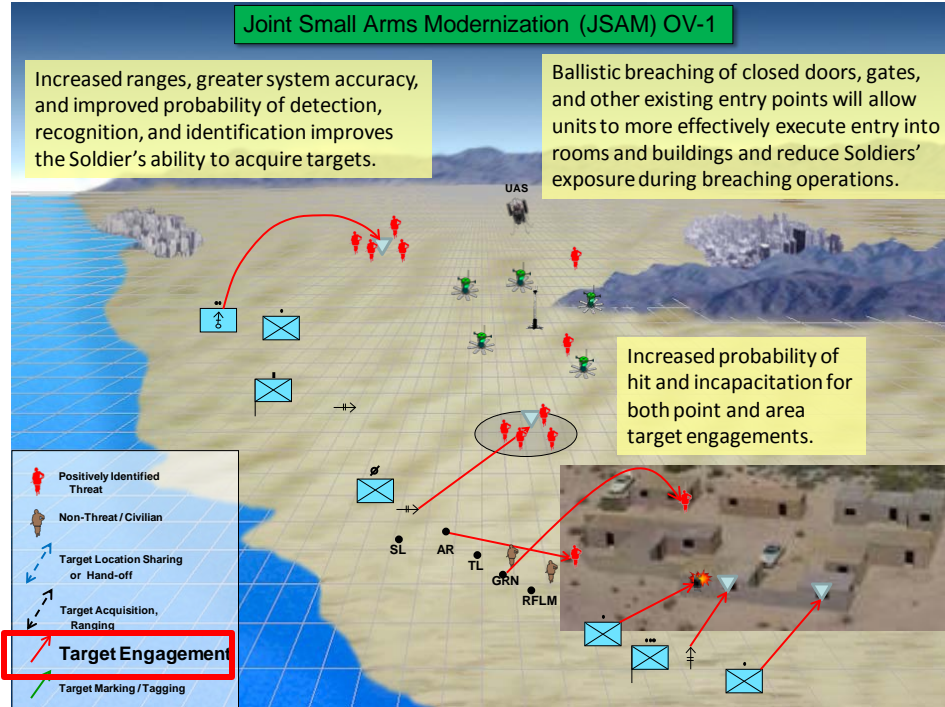 Joint Small Arms Modernization (JSAM) OV-1
Increased ranges, greater system accuracy,
and improved probability of detection,
recognition, and identification improves
the Soldier's ability to acquire targets.
Ballistic breaching of closed doors, gates,
and other existing entry points will allow
units to more effectively execute entry into
rooms and buildings and reduce Soldiers'
exposure during breaching operations.
UAS
Increased probability of
hit and incapacitation for
both point and area
target engagements.
Positively Identified
Threat
Non-Threat / Civilian
Target Location Sharing
or Hand-off
Target Acquisition,
Ranging
Target Engagement
Target Marking / Tagging
SL
AR
TL
GRN
RFLM